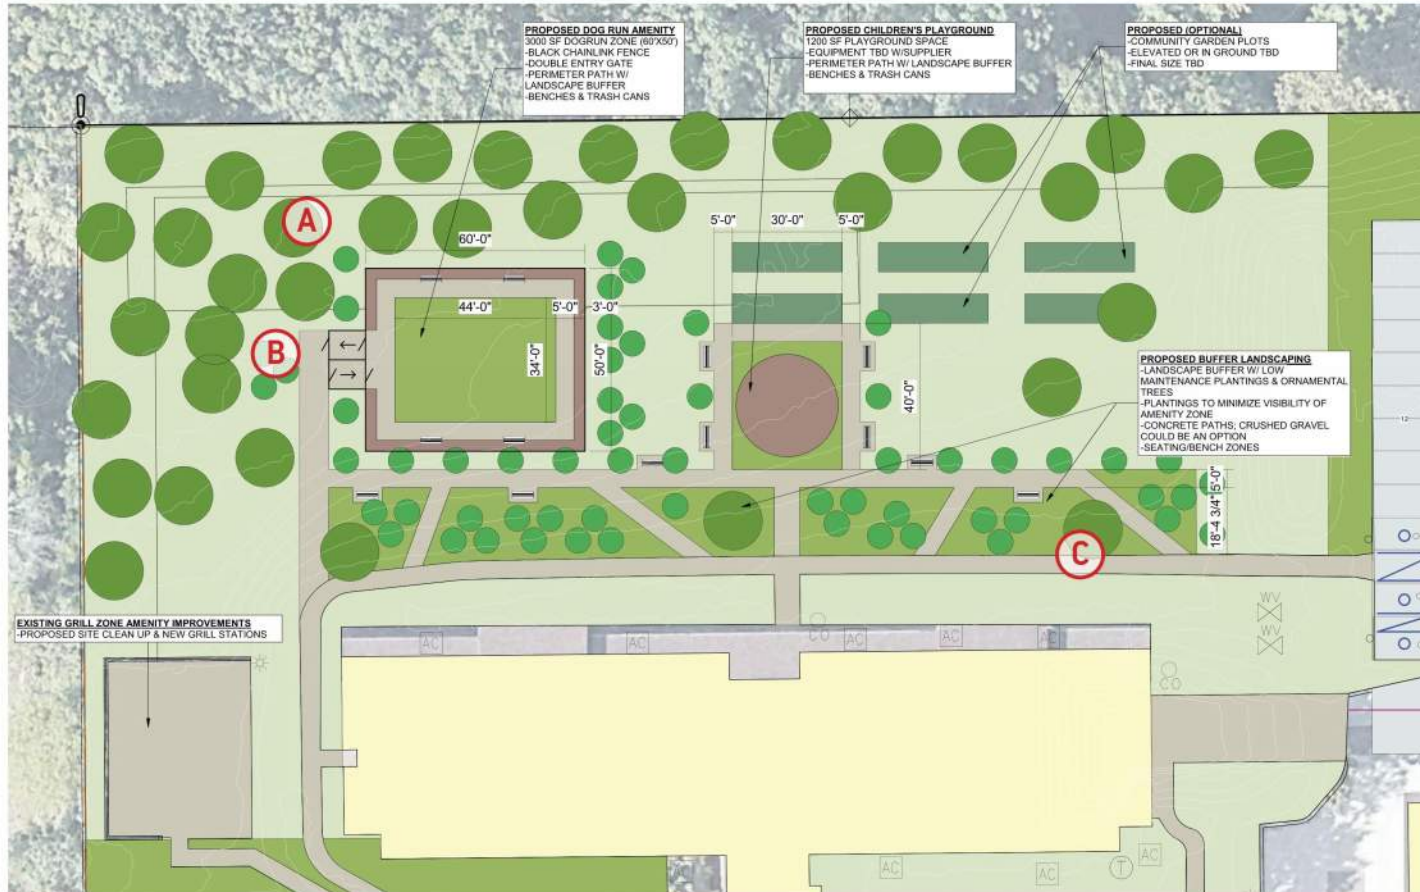 PROPOSED DOG RUN AMENITY
3000 SF DOGRUN ZONE (60'X50')
-BLACK CHAINLINK FENCE
-DOUBLE ENTRY GATE
-PERIMETER PATH W/
LANDSCAPE BUFFER
-BENCHES & TRASH CANS
PROPOSED CHILDREN'S PLAYGROUND
1200 SF PLAYGROUND SPACE
-EQUIPMENT TBD W/SUPPLIER
-PERIMETER PATH W/ LANDSCAPE BUFFER
-BENCHES & TRASH CANS
PROPOSED (OPTIONAL)
-COMMUNITY GARDEN PLOTS
-ELEVATED OR IN GROUND TBD
-FINAL SIZE TBD
A
5'-0"
30'-0"
5'-0"
60'-0"
44'-0"
5'-0"
3'-0"
34'-0"
50'-0"
B
40'-0"
PROPOSED BUFFER LANDSCAPING
-LANDSCAPE BUFFER W/ LOW
MAINTENANCE PLANTINGS & ORNAMENTAL
TREES
-PLANTINGS TO MINIMIZE VISIBILITY OF
AMENITY ZONE
-CONCRETE PATHS; CRUSHED GRAVEL
COULD BE AN OPTION
-SEATING/BENCH ZONES
12
5'-0"
18'-4 3/4"
C
EXISTING GRILL ZONE AMENITY IMPROVEMENTS
-PROPOSED SITE CLEAN UP & NEW GRILL STATIONS
WV
WV
CO
AC
AC
AC
AC
AC
CO
AC
AC
AC
T
AC